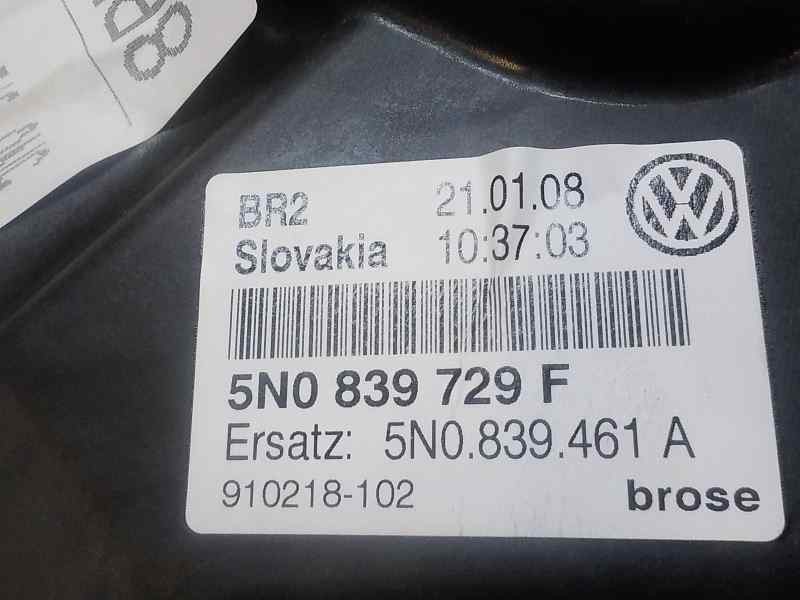 BR2 21.01.08
Slovakia 10:37:03
5N0 839 729 F
Ersatz: 5N0.839.461 A
910218-102 brose